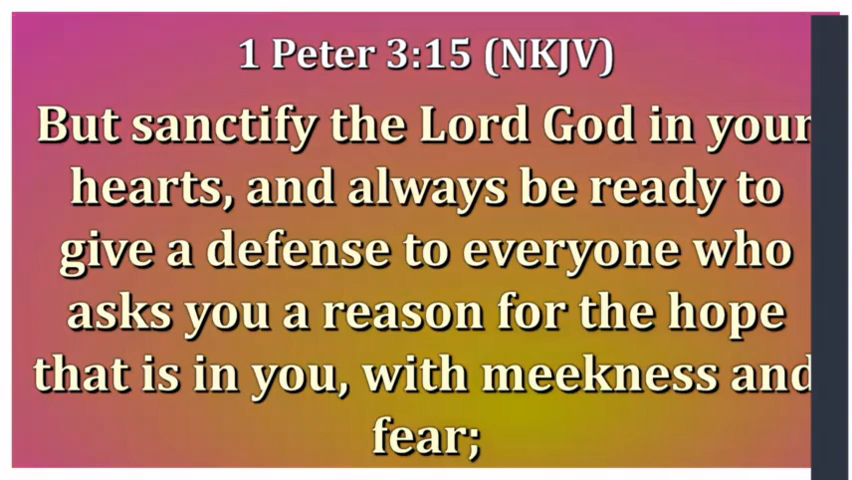 1 Peter 3:15 (NKJV)
But sanctify the Lord God in your
hearts, and always be ready to
give a defense to everyone who
asks you a reason for the hope
that is in you, with meekness and
fear;